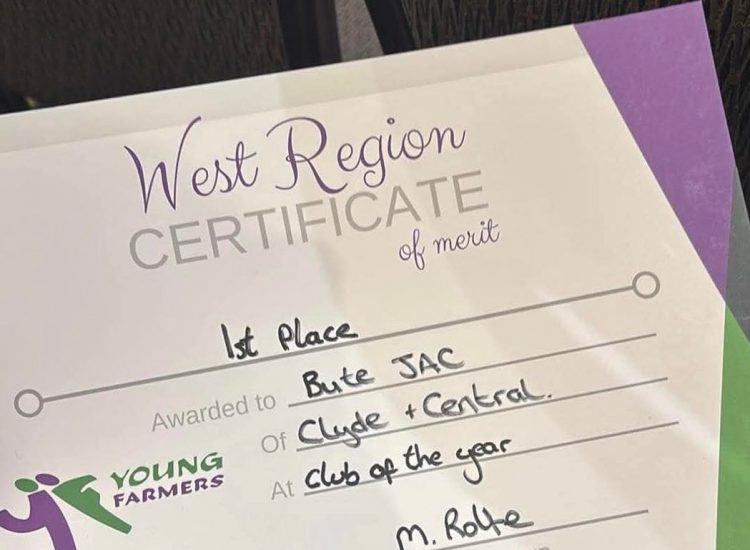 West Region
CERTIFICATE
of merit
1st Place
Awarded to Bute JAC
Of Clyde + Central.
At Club of the year
YOUNG
FARMERS
M. Rolfe